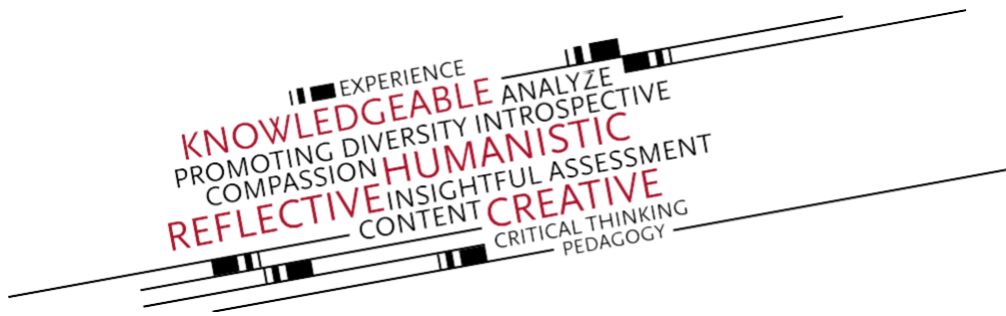 EXPERIENCE
KNOWLEDGEABLE ANALYZE
PROMOTING DIVERSITY INTROSPECTIVE
COMPASSION HUMANISTIC
REFLECTIVE INSIGHTFUL ASSESSMENT
CONTENT CREATIVE
CRITICAL THINKING
PEDAGOGY